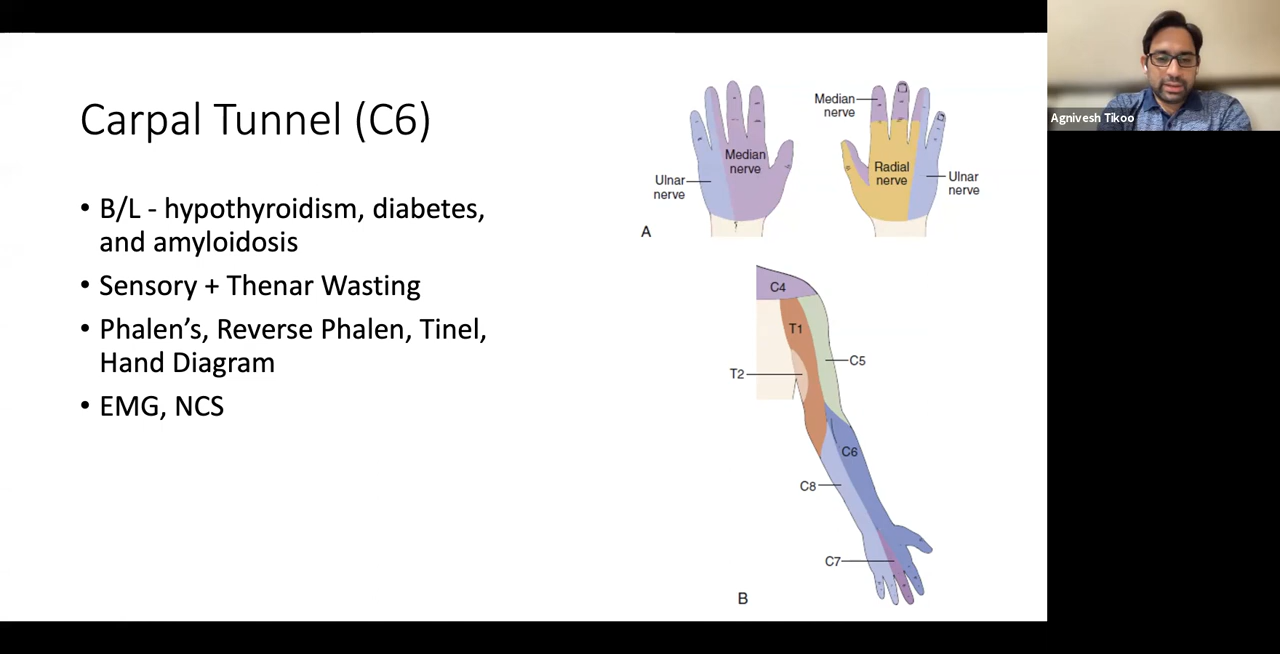 Carpal Tunnel (C6)
• B/L - hypothyroidism, diabetes,
and amyloidosis
• Sensory + Thenar Wasting
• Phalen’s, Reverse Phalen, Tinel,
Hand Diagram
• EMG, NCS
Median
nerve
Ulnar
nerve
A
Median
nerve
Radial
nerve
Ulnar
nerve
C4
T1
C5
T2
C6
C8
C7
B
Agnivesh Tikoo